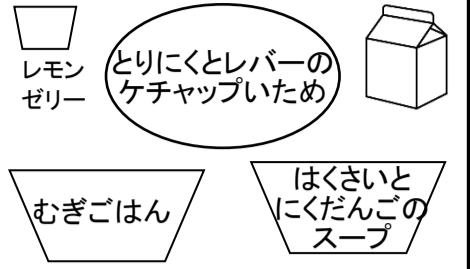 レモン
ゼリー
とりにくとレバーの
ケチャップいため
むぎごはん
はくさいと
にくだんごの
スープ